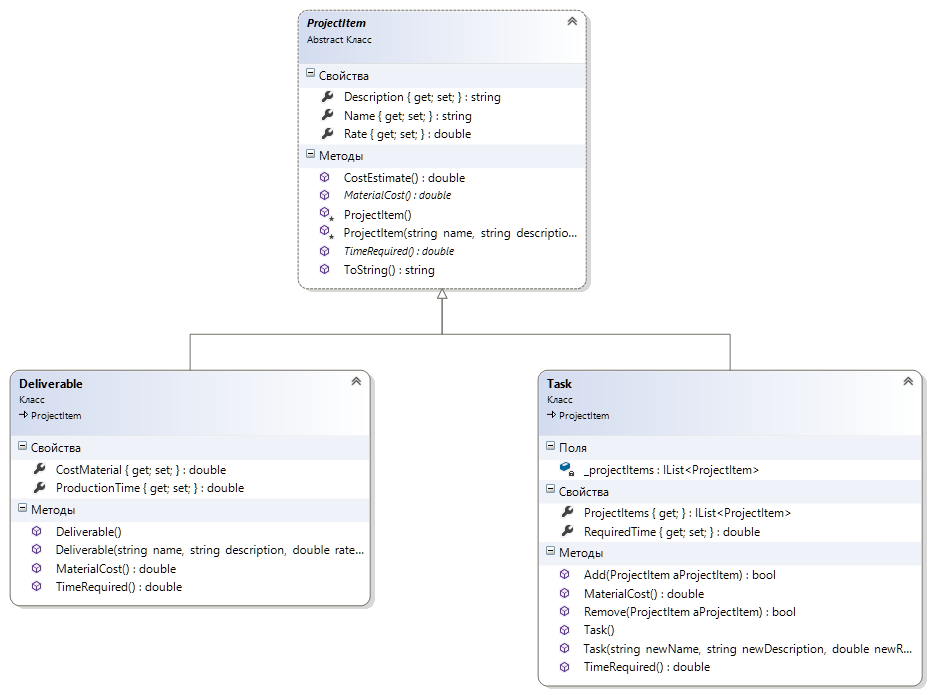 ProjectItem
Abstract Класс
Свойства
Description { get; set; } : string
Name { get; set; } : string
Rate { get; set; } : double
Методы
CostEstimate() : double
MaterialCost() : double
ProjectItem()
ProjectItem(string name, string descriptio...
TimeRequired() : double
ToString() : string
Deliverable
Класс
ProjectItem
Свойства
CostMaterial { get; set; } : double
ProductionTime { get; set; } : double
Методы
Deliverable()
Deliverable(string name, string description, double rate...
MaterialCost() : double
TimeRequired() : double
Task
Класс
ProjectItem
Поля
_projectItems : IList<ProjectItem>
Свойства
ProjectItems { get; } : IList<ProjectItem>
RequiredTime { get; set; } : double
Методы
Add(ProjectItem aProjectItem) : bool
MaterialCost() : double
Remove(ProjectItem aProjectItem) : bool
Task()
Task(string newName, string newDescription, double newR...
TimeRequired() : double